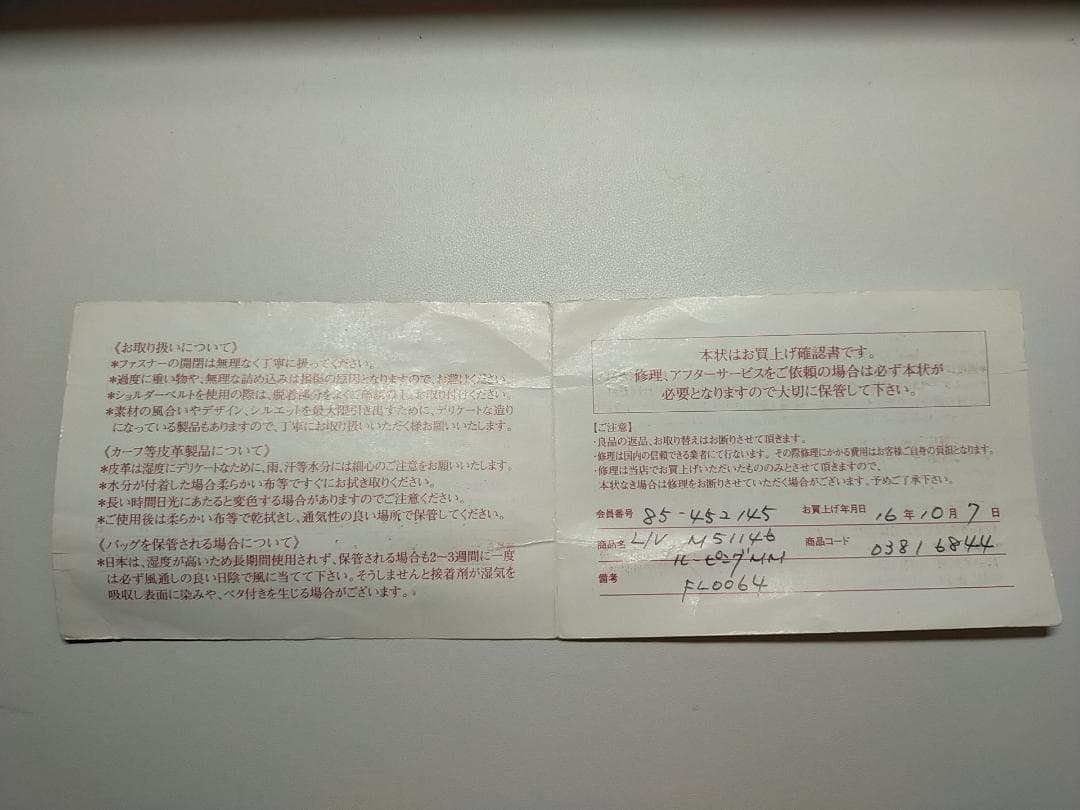 《お取り扱いについて》
*ファスナーの開閉は無理なく丁寧に扱ってください。
*過度に重い物や、無理な詰め込みは損傷の原因となりますので、お避けください。
*ショルダーベルトを使用の際は、脱着部分をよくご確認の上、お取り付けください。
*素材の風合いやデザイン、シルエットを最大限引き出すために、デリケートな造り
になっている製品もありますので、丁寧にお取り扱いいただく様お願いいたします。
《カーフ等皮革製品について》
*皮革は湿度にデリケートなために、雨、汗等水分には細心のご注意をお願いいたします。
*水分が付着した場合柔らかい布等ですぐにお拭き取りください。
*長い時間日光にあたると変色する場合がありますのでご注意ください。
*ご使用後は柔らかい布等で乾拭きし、通気性の良い場所で保管してください。
《バッグを保管される場合について》
*日本は、湿度が高いため長期間使用されず、保管される場合も2〜3週間に一度
は必ず風通しの良い日陰で風に当てて下さい。そうしませんと接着剤が湿気を
吸収し表面に染みや、ベタ付きを生じる場合がございます。
本状はお買上げ確認書です。
修理、アフターサービスをご依頼の場合は必ず本状が
必要となりますので大切に保管して下さい。
【ご注意】
・良品の返品、お取り替えはお断りさせて頂きます。
・修理は国内の信頼できる業者にて行ないます。その際修理にかかる費用はお客様ご自身の負担となります。
・修理は当店でお買上げいただいたもののみとさせて頂きますので、
本状なき場合は修理をお断りさせていただく場合がございます。予めご了承下さい。
会員番号 85-452145 お買上げ年月日 16年10月7日
商品名 L/V M51146 商品コード 03816844
ルーピングMM
備考 FL0064